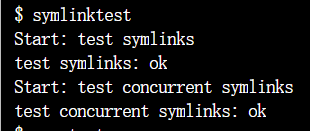 $ symlinktest
Start: test symlinks
test symlinks: ok
Start: test concurrent symlinks
test concurrent symlinks: ok